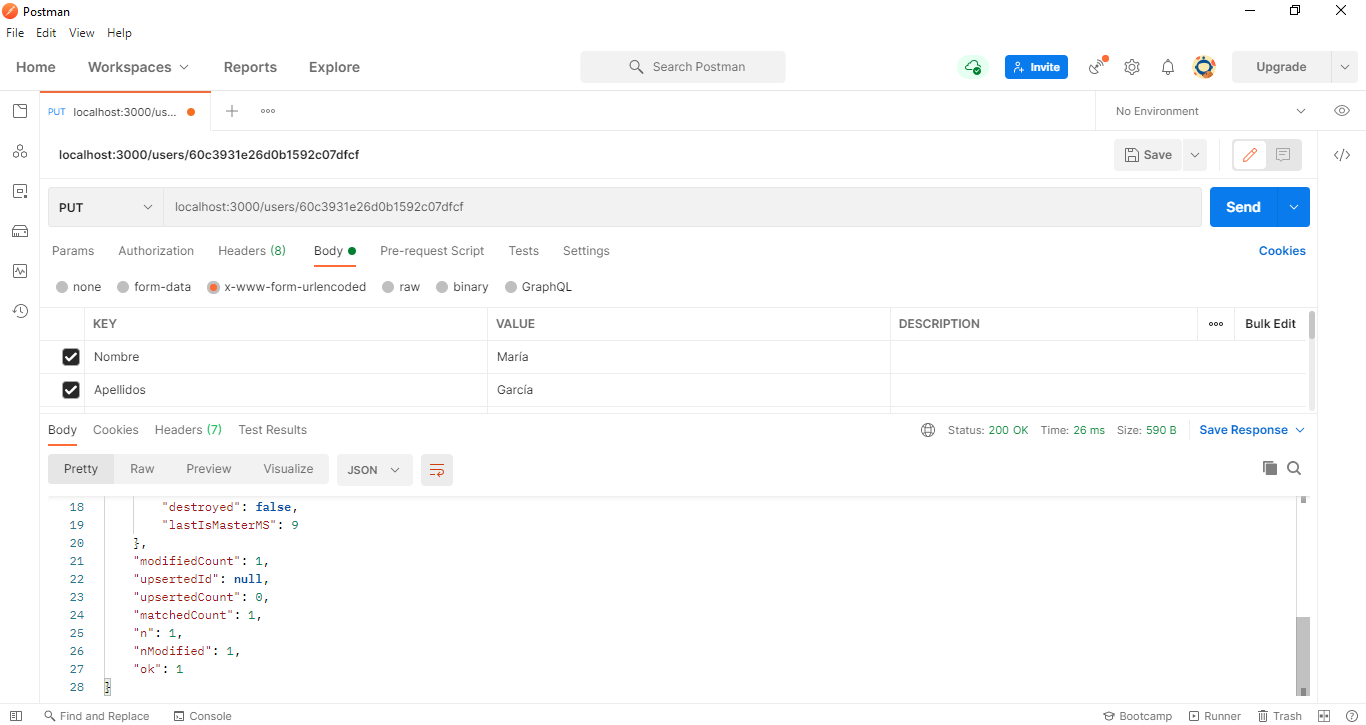 Postman
File Edit View Help
Home Workspaces Reports Explore Search Postman Invite Upgrade
PUT localhost:3000/us... No Environment
localhost:3000/users/60c3931e26d0b1592c07dfcf Save
PUT localhost:3000/users/60c3931e26d0b1592c07dfcf Send
Params Authorization Headers (8) Body Pre-request Script Tests Settings Cookies
none form-data x-www-form-urlencoded raw binary GraphQL
KEY VALUE DESCRIPTION Bulk Edit
Nombre María
Apellidos García
Body Cookies Headers (7) Test Results Status: 200 OK Time: 26 ms Size: 590 B Save Response
Pretty Raw Preview Visualize JSON
18 "destroyed": false,
19 "lastIsMasterMS": 9
20 },
21 "modifiedCount": 1,
22 "upsertedId": null,
23 "upsertedCount": 0,
24 "matchedCount": 1,
25 "n": 1,
26 "nModified": 1,
27 "ok": 1
28 }
Find and Replace Console Bootcamp Runner Trash